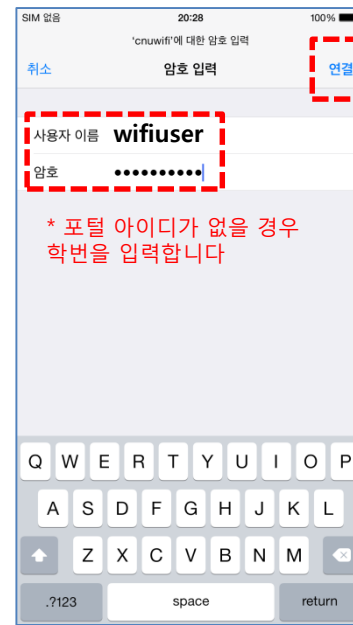 SIM 없음 20:28 100%
'cnuwifi'에 대한 암호 입력
취소 암호 입력 연결
사용자 이름 wifiuser
암호 ●●●●●●●●●●
* 포털 아이디가 없을 경우
학번을 입력합니다
Q W E R T Y U I O P
A S D F G H J K L
Z X C V B N M
.?123 space return